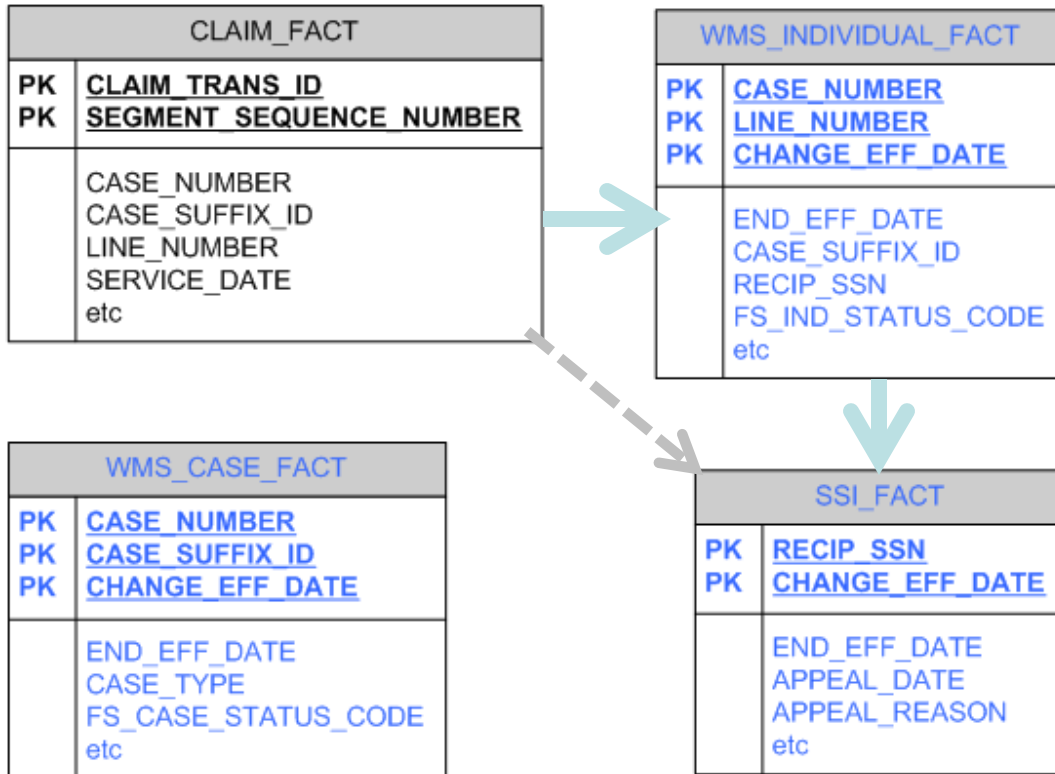 CLAIM_FACT
PK CLAIM_TRANS_ID
PK SEGMENT_SEQUENCE_NUMBER
CASE_NUMBER
CASE_SUFFIX_ID
LINE_NUMBER
SERVICE_DATE
etc
WMS_INDIVIDUAL_FACT
PK CASE_NUMBER
PK LINE_NUMBER
PK CHANGE_EFF_DATE
END_EFF_DATE
CASE_SUFFIX_ID
RECIP_SSN
FS_IND_STATUS_CODE
etc
WMS_CASE_FACT
PK CASE_NUMBER
PK CASE_SUFFIX_ID
PK CHANGE_EFF_DATE
END_EFF_DATE
CASE_TYPE
FS_CASE_STATUS_CODE
etc
SSI_FACT
PK RECIP_SSN
PK CHANGE_EFF_DATE
END_EFF_DATE
APPEAL_DATE
APPEAL_REASON
etc